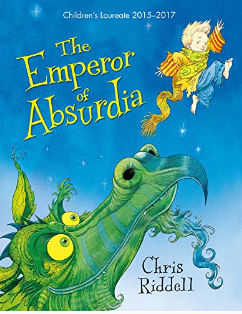 Children's Laureate 2015–2017
The
Emperor
of
Absurdia
Chris
Riddell